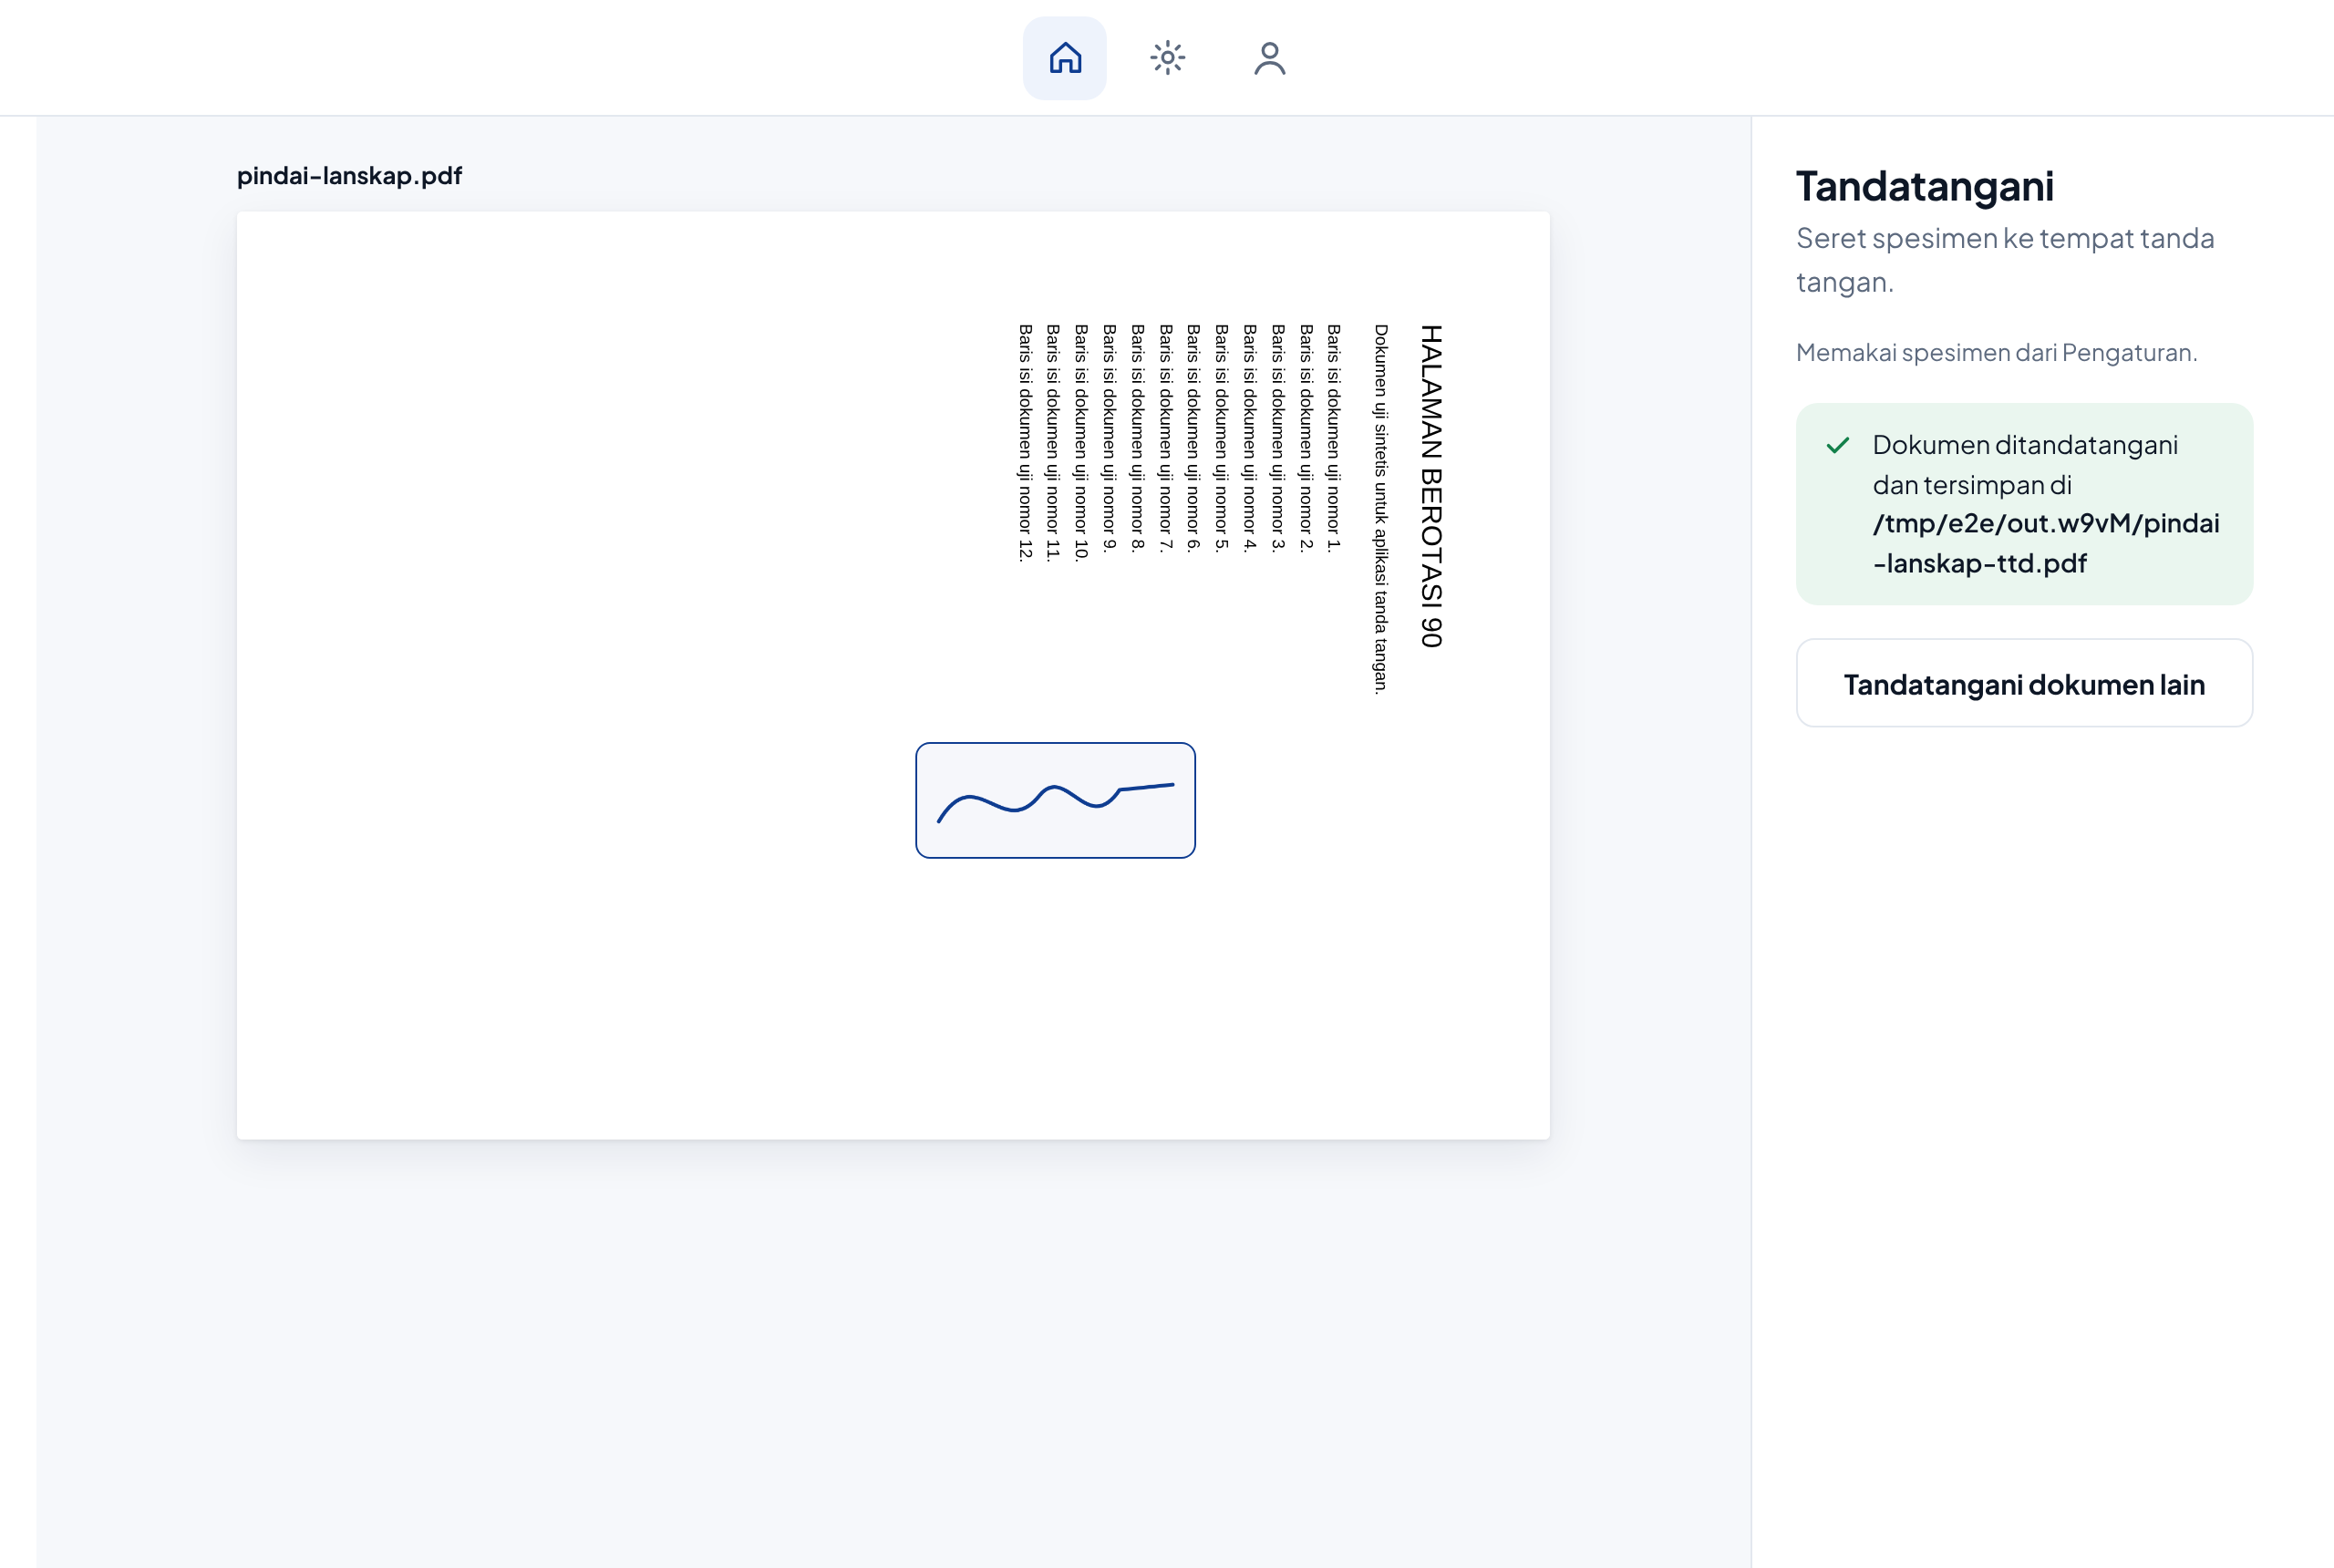 pindai-lanskap.pdf
HALAMAN BEROTASI 90
Dokumen uji sintetis untuk aplikasi tanda tangan.
Baris isi dokumen uji nomor 1.
Baris isi dokumen uji nomor 2.
Baris isi dokumen uji nomor 3.
Baris isi dokumen uji nomor 4.
Baris isi dokumen uji nomor 5.
Baris isi dokumen uji nomor 6.
Baris isi dokumen uji nomor 7.
Baris isi dokumen uji nomor 8.
Baris isi dokumen uji nomor 9.
Baris isi dokumen uji nomor 10.
Baris isi dokumen uji nomor 11.
Baris isi dokumen uji nomor 12.
Tandatangani
Seret spesimen ke tempat tanda
tangan.
Memakai spesimen dari Pengaturan.
Dokumen ditandatangani
dan tersimpan di
/tmp/e2e/out.w9vM/pindai
-lanskap-ttd.pdf
Tandatangani dokumen lain